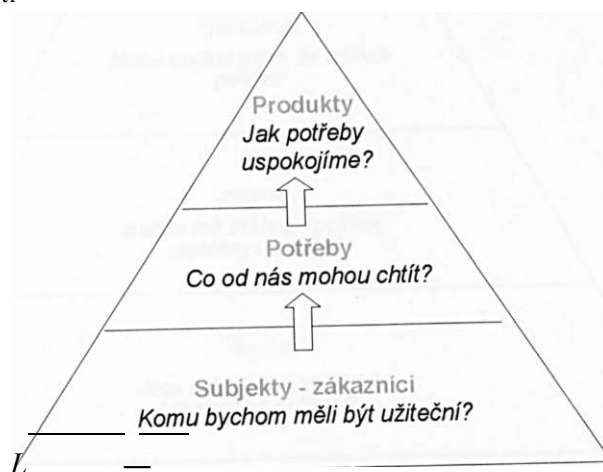 Produkty
Jak potřeby
uspokojíme?
Potřeby
Co od nás mohou chtít?
Subjekty - zákazníci
Komu bychom měli být užiteční?
L